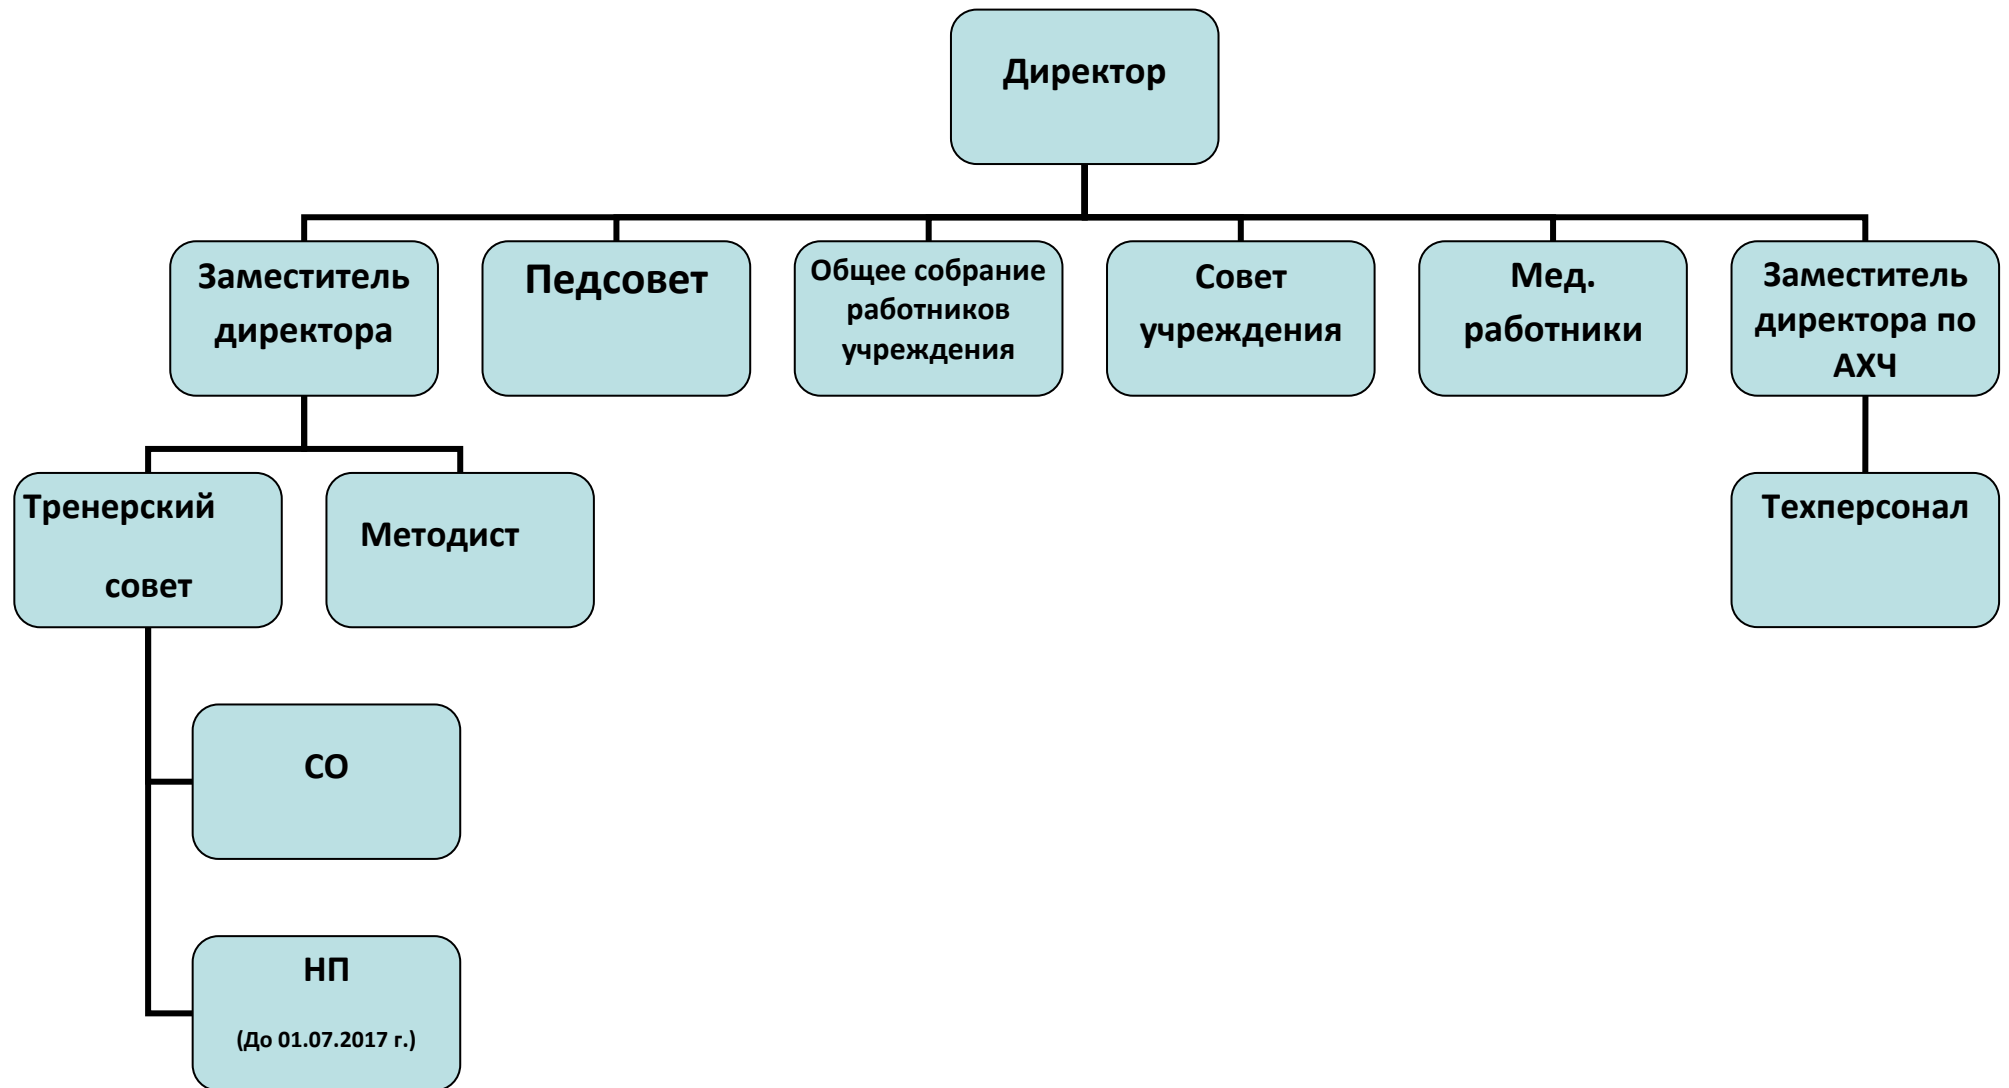 Директор
Заместитель
директора
Педсовет
Общее собрание
работников
учреждения
Совет
учреждения
Мед.
работники
Заместитель
директора по
АХЧ
Тренерский
совет
Методист
Техперсонал
СО
НП
(До 01.07.2017 г.)